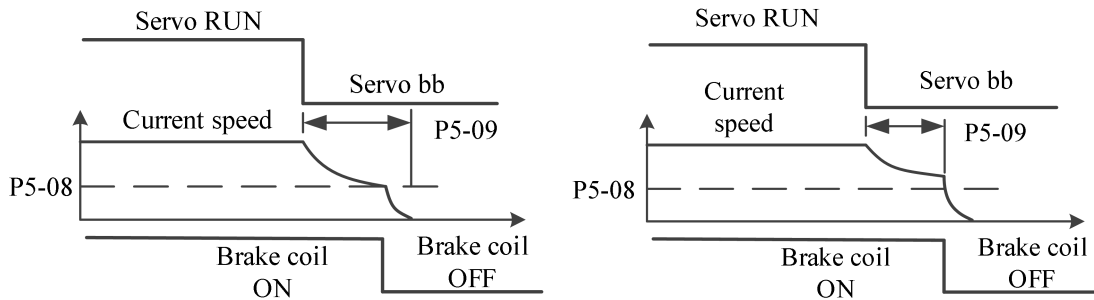 Servo RUN
Servo bb
Current speed
P5-09
P5-08
Brake coil
ON
Brake coil
OFF
Servo RUN
Servo bb
Current
speed
P5-09
P5-08
Brake coil
ON
Brake coil
OFF